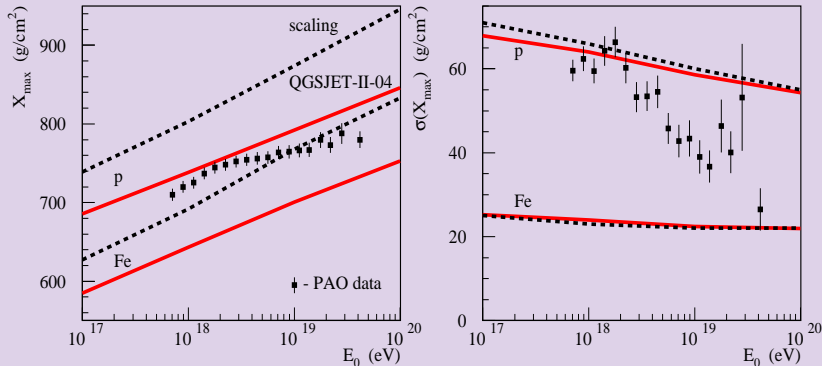 X_max (g/cm²)
900
800
700
600
scaling
QGSJET-II-04
p
Fe
- PAO data
10^17
10^18
10^19
10^20
E_0 (eV)
σ(X_max) (g/cm²)
60
40
20
0
p
Fe
10^17
10^18
10^19
10^20
E_0 (eV)